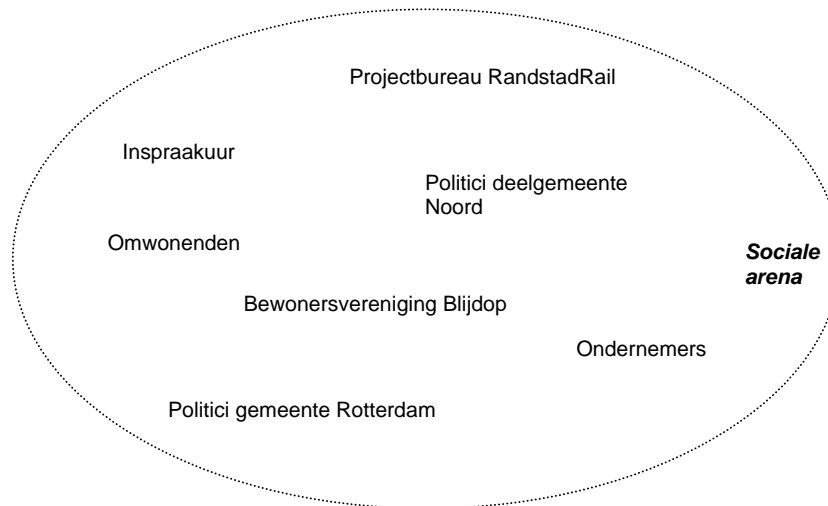 Projectbureau RandstadRail
Inspraakuur
Politici deelgemeente
Noord
Omwonenden
Sociale
arena
Bewonersvereniging Blijdop
Ondernemers
Politici gemeente Rotterdam